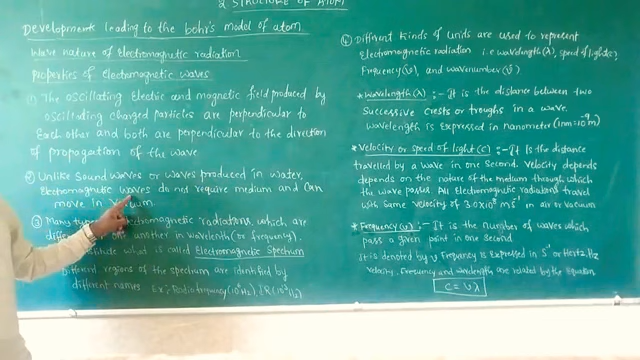 2 STRUCTURE OF ATOM
Development leading to the bohr's model of atom
Wave nature of Electromagnetic radiation
Properties of Electromagnetic waves
① The oscillating Electric and magnetic field produced by
oscillating charged particles are perpendicular to
Each other and both are perpendicular to the direction
of propagation of the wave
② Unlike Sound waves or waves produced in water,
Electromagnetic waves do not require medium and can
move in
③ Many types Electromagnetic radiations, which are
one another in wavelenth (or frequency).
what is called Electromagnetic Spectrum
Different regions of the spectrum are identified by
different names Ex:- Radiofrequency
④ Different kinds of units are used to represent
Electromagnetic radiation i.e wavelength(λ), speed of light(c),
Frequency(ν), and wavenumber(ν̄).
* Wavelength(λ) :- It is the distance between two
Successive crests or troughs in a wave.
wavelength is Expressed in nanometer (1nm=10⁻⁹m)
* Velocity or speed of light (c) :- It is the distance
travelled by a wave in one second. Velocity depends
depends on the nature of the medium through which
the wave passes. All Electromagnetic radiations travel
with same velocity of 3.0×10⁸ ms⁻¹ in air or vacuum
* Frequency(ν) :- It is the number of waves which
pass a given point in one second
It is denoted by ν Frequency is Expressed in S⁻¹ or Hertz, Hz
Velocity, Frequency and wavelength are related by the Equation
C = νλ